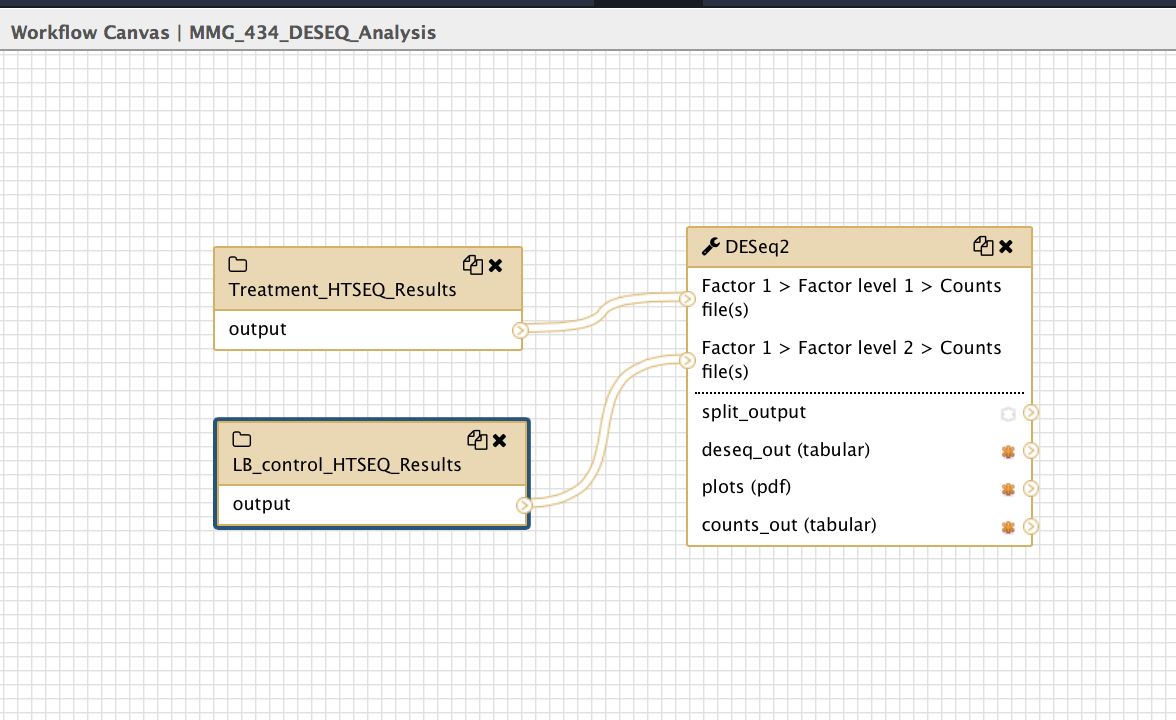 Workflow Canvas | MMG_434_DESEQ_Analysis
Treatment_HTSEQ_Results
output
LB_control_HTSEQ_Results
output
DESeq2
Factor 1 > Factor level 1 > Counts
file(s)
Factor 1 > Factor level 2 > Counts
file(s)
split_output
deseq_out (tabular)
plots (pdf)
counts_out (tabular)